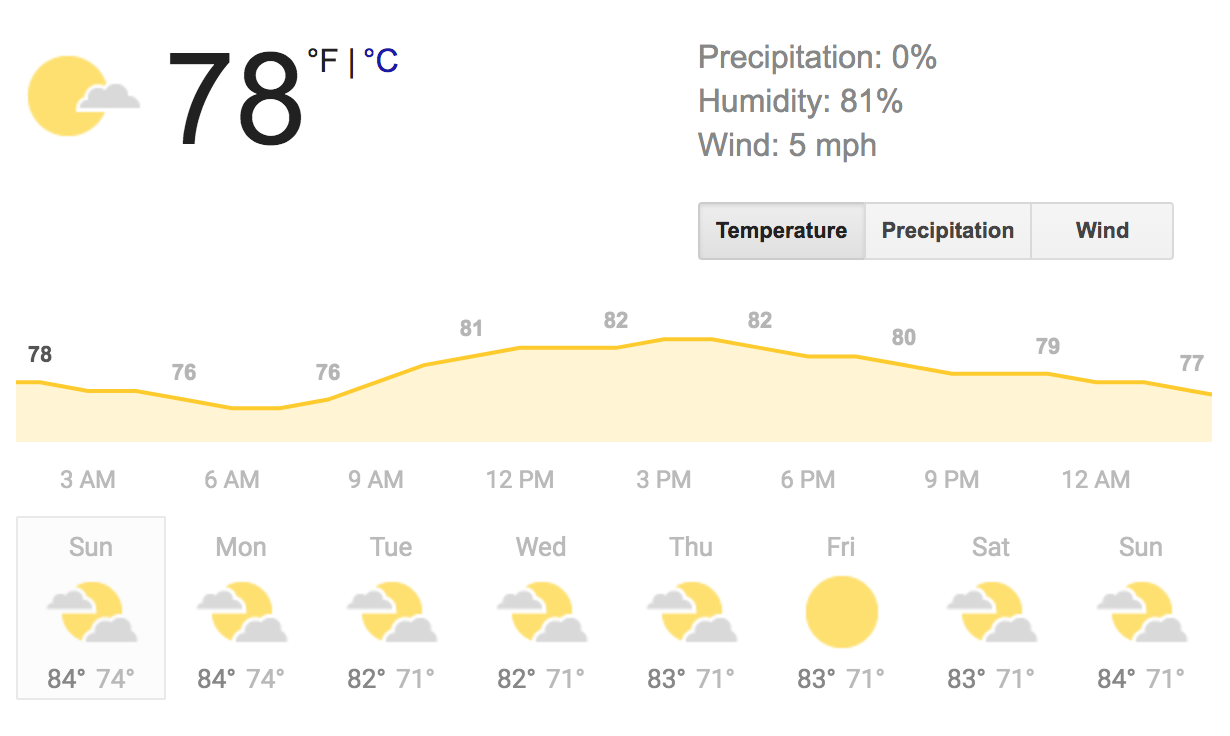 78 °F | °C
Precipitation: 0%
Humidity: 81%
Wind: 5 mph
Temperature Precipitation Wind
78 76 76 81 82 82 80 79 77
3 AM 6 AM 9 AM 12 PM 3 PM 6 PM 9 PM 12 AM
Sun Mon Tue Wed Thu Fri Sat Sun
84° 74° 84° 74° 82° 71° 82° 71° 83° 71° 83° 71° 83° 71° 84° 71°